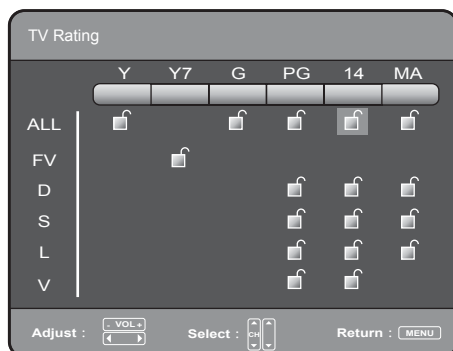 TV Rating
Y Y7 G PG 14 MA
ALL
FV
D
S
L
V
Adjust : - VOL + Select : CH Return : MENU